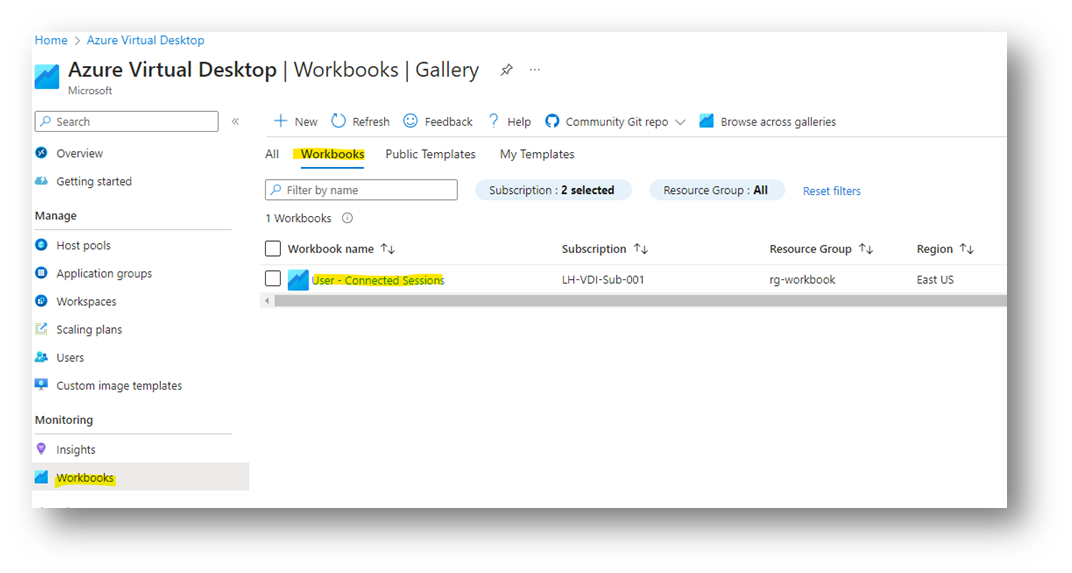 Home > Azure Virtual Desktop
Azure Virtual Desktop | Workbooks | Gallery
Microsoft
Search
Overview
Getting started
Manage
Host pools
Application groups
Workspaces
Scaling plans
Users
Custom image templates
Monitoring
Insights
Workbooks
New Refresh Feedback Help Community Git repo Browse across galleries
All Workbooks Public Templates My Templates
Filter by name Subscription : 2 selected Resource Group : All Reset filters
1 Workbooks
Workbook name Subscription Resource Group Region
User - Connected Sessions LH-VDI-Sub-001 rg-workbook East US